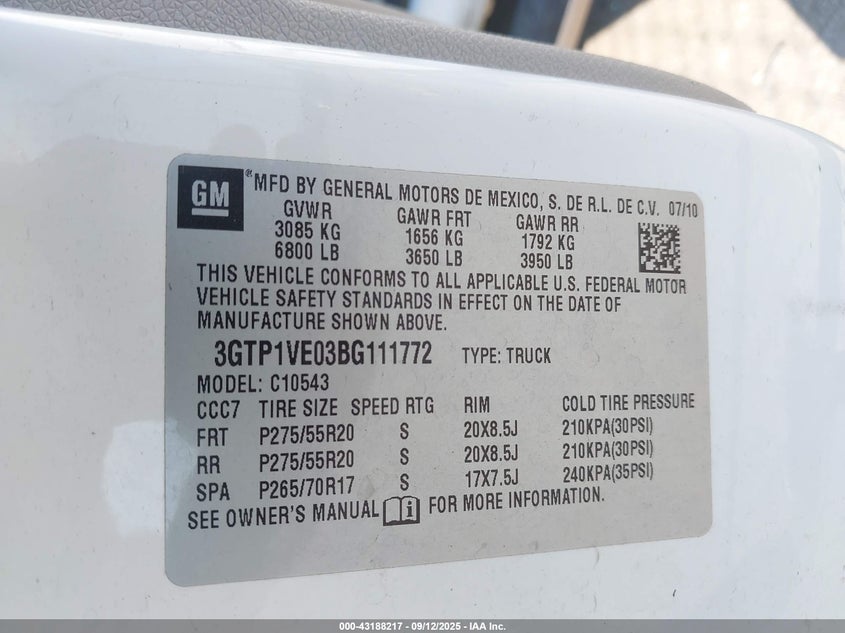 GM ® MFD BY GENERAL MOTORS DE MEXICO, S. DE R.L. DE C.V. 07/10
GVWR GAWR FRT GAWR RR
3085 KG 1656 KG 1792 KG
6800 LB 3650 LB 3950 LB
THIS VEHICLE CONFORMS TO ALL APPLICABLE U.S. FEDERAL MOTOR
VEHICLE SAFETY STANDARDS IN EFFECT ON THE DATE OF
MANUFACTURE SHOWN ABOVE.
3GTP1VE03BG111772 TYPE: TRUCK
MODEL: C10543
CCC7 TIRE SIZE SPEED RTG RIM COLD TIRE PRESSURE
FRT P275/55R20 S 20X8.5J 210KPA(30PSI)
RR P275/55R20 S 20X8.5J 210KPA(30PSI)
SPA P265/70R17 S 17X7.5J 240KPA(35PSI)
SEE OWNER'S MANUAL i FOR MORE INFORMATION.
000-43188217 - 09/12/2025 - IAA Inc.